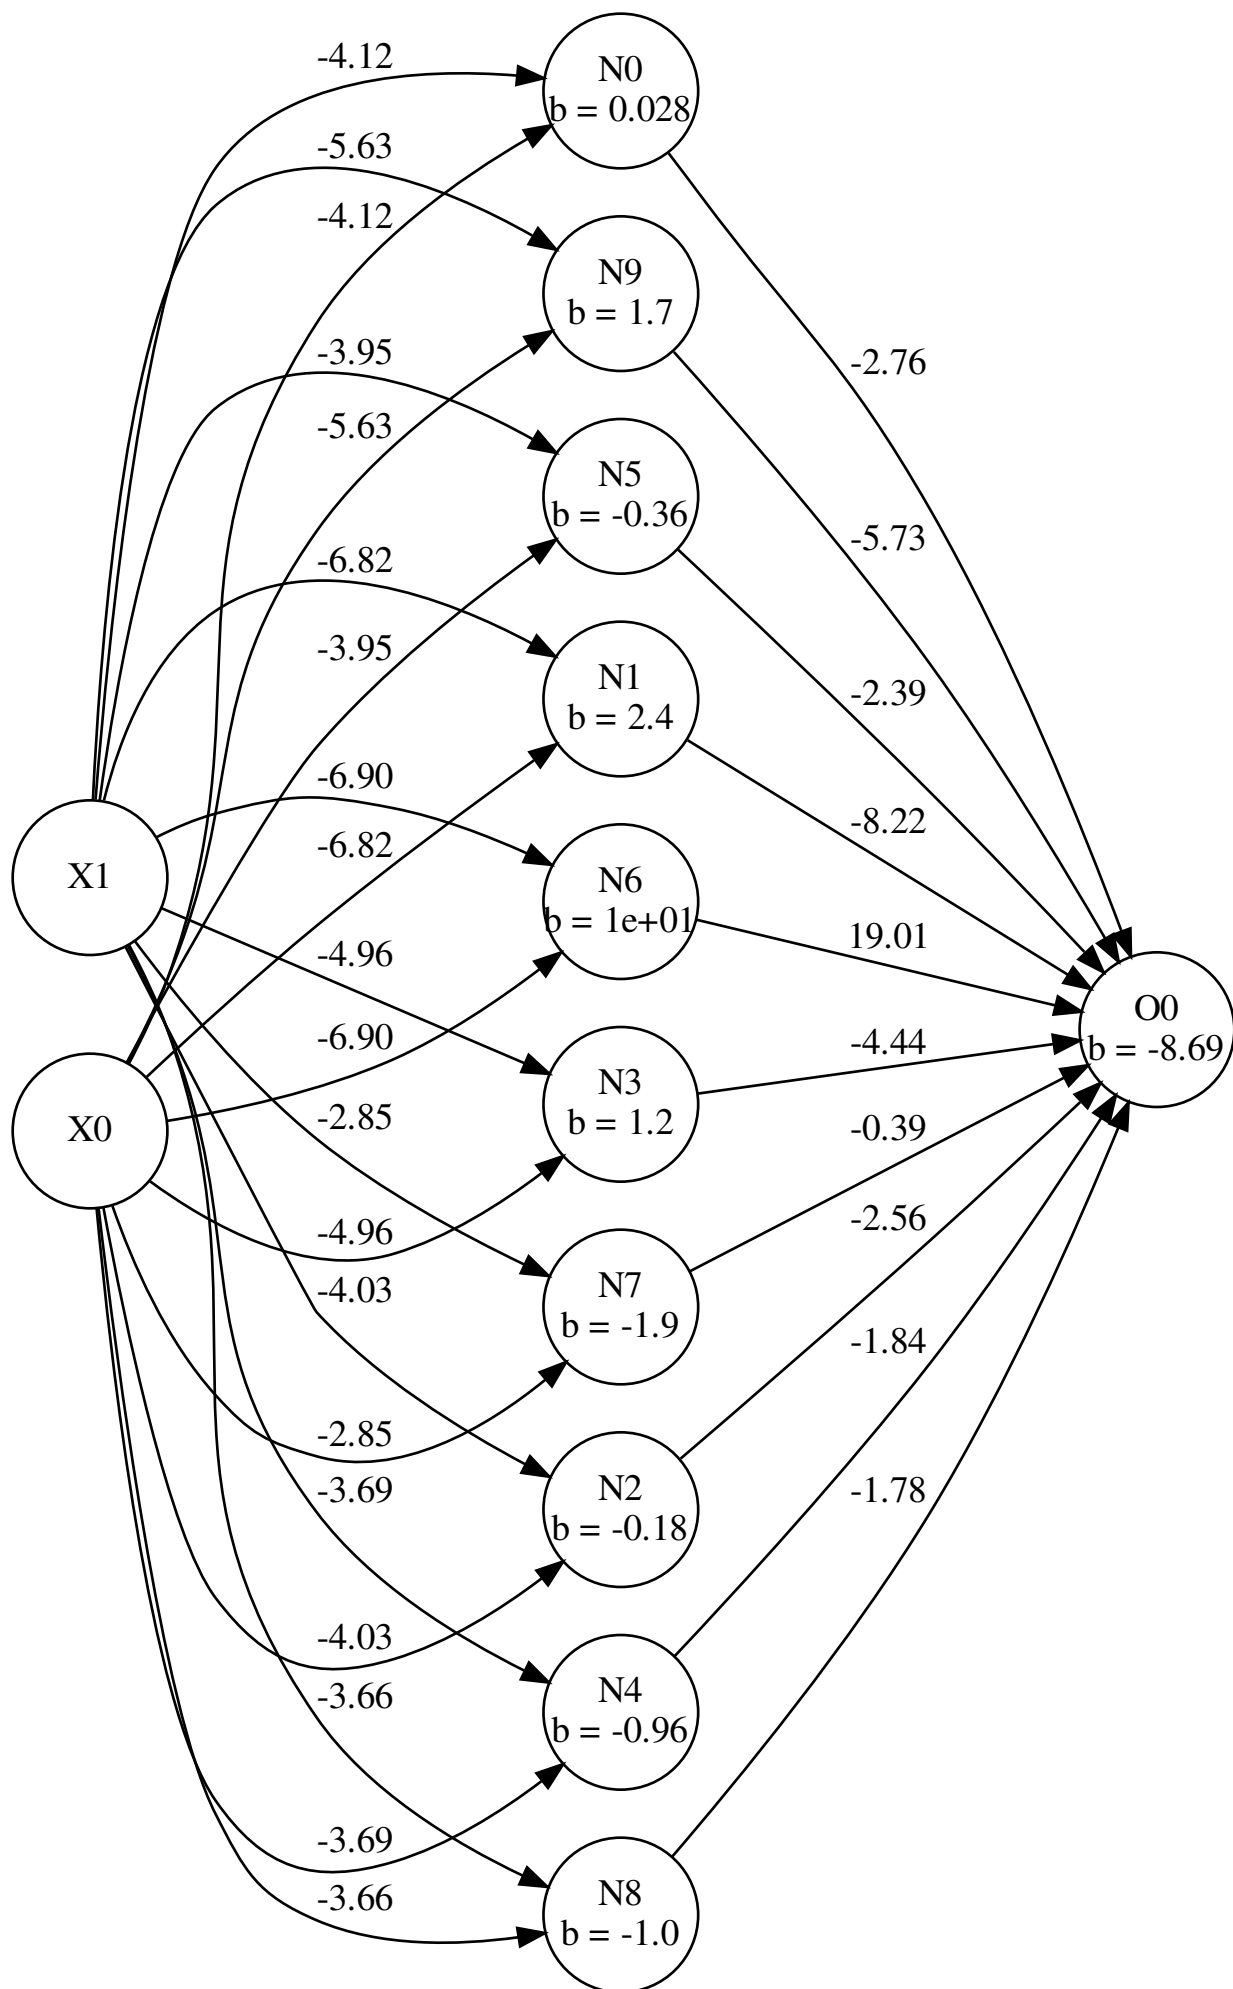 -4.12
N0
b = 0.028
-5.63
-4.12
N9
b = 1.7
-3.95
-2.76
-5.63
N5
b = -0.36
-5.73
-6.82
-3.95
N1
b = 2.4
-2.39
-6.90
-8.22
-6.82
X1
N6
b = 1e+01
19.01
-4.96
O0
b = -8.69
-6.90
-4.44
N3
b = 1.2
-2.85
X0
-0.39
-4.96
-2.56
-4.03
N7
b = -1.9
-1.84
-2.85
-3.69
N2
b = -0.18
-1.78
-4.03
-3.66
N4
b = -0.96
-3.69
-3.66
N8
b = -1.0